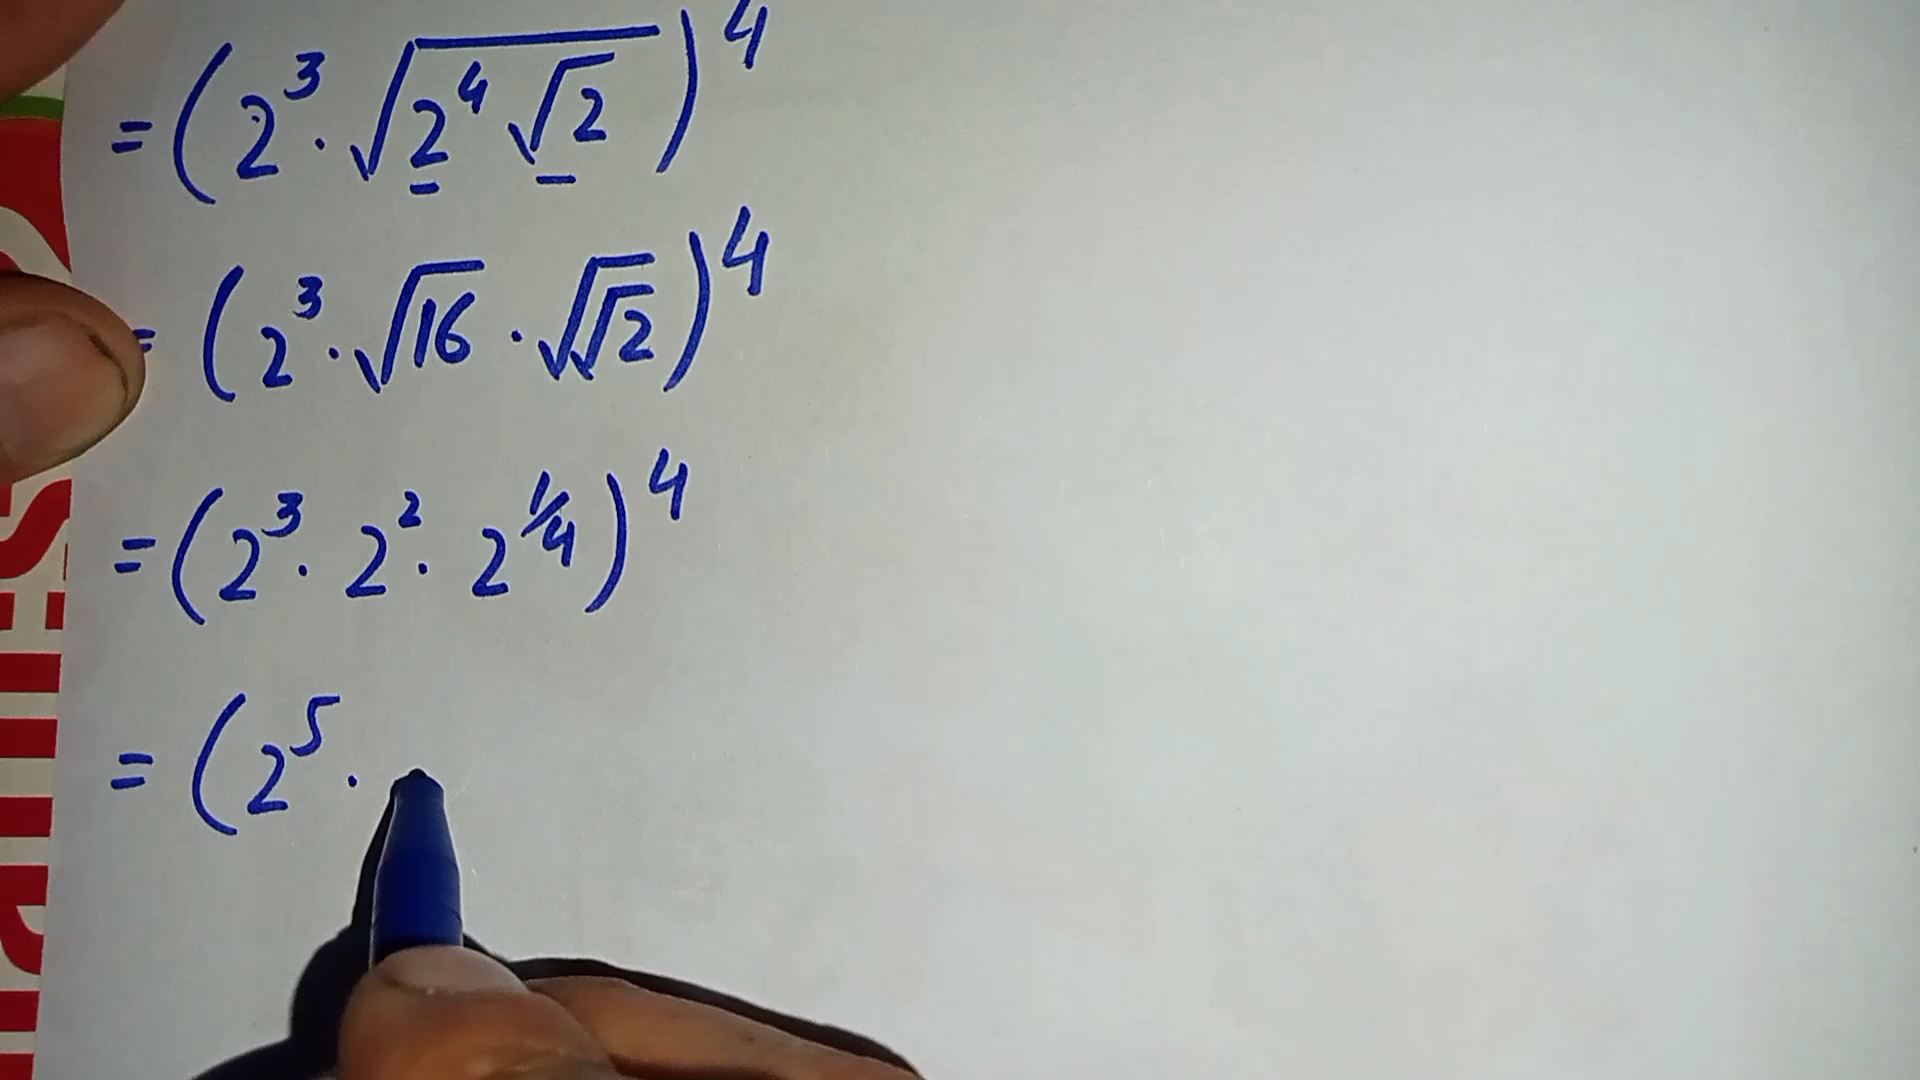 = (2³ · √(2⁴ √2))⁴
= (2³ · √16 · √√2)⁴
= (2³ · 2² · 2^(1/4))⁴
= (2⁵ ·